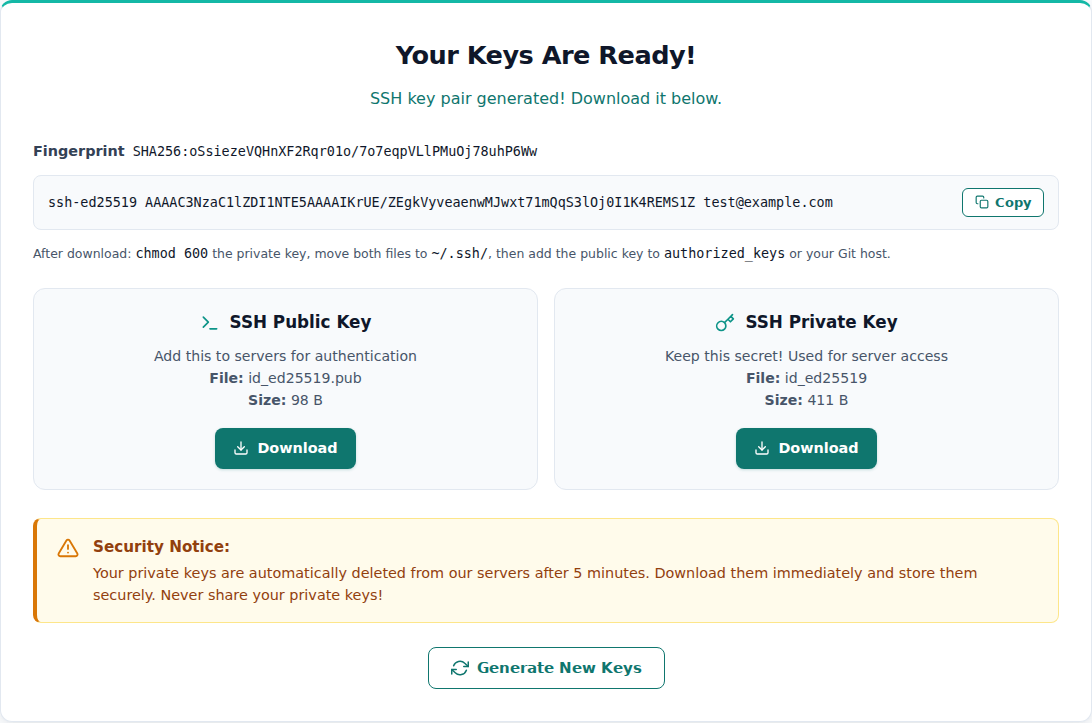 Your Keys Are Ready!
SSH key pair generated! Download it below.
Fingerprint SHA256:oSsiezeVQHnXF2Rqr01o/7o7eqpVLlPMuOj78uhP6Ww
ssh-ed25519 AAAAC3NzaC1lZDI1NTE5AAAAIKrUE/ZEgkVyveaenwMJwxt71mQqS3lOj0I1K4REMS1Z test@example.com
Copy
After download: chmod 600 the private key, move both files to ~/.ssh/, then add the public key to authorized_keys or your Git host.
SSH Public Key
Add this to servers for authentication
File: id_ed25519.pub
Size: 98 B
Download
SSH Private Key
Keep this secret! Used for server access
File: id_ed25519
Size: 411 B
Download
Security Notice:
Your private keys are automatically deleted from our servers after 5 minutes. Download them immediately and store them
securely. Never share your private keys!
Generate New Keys